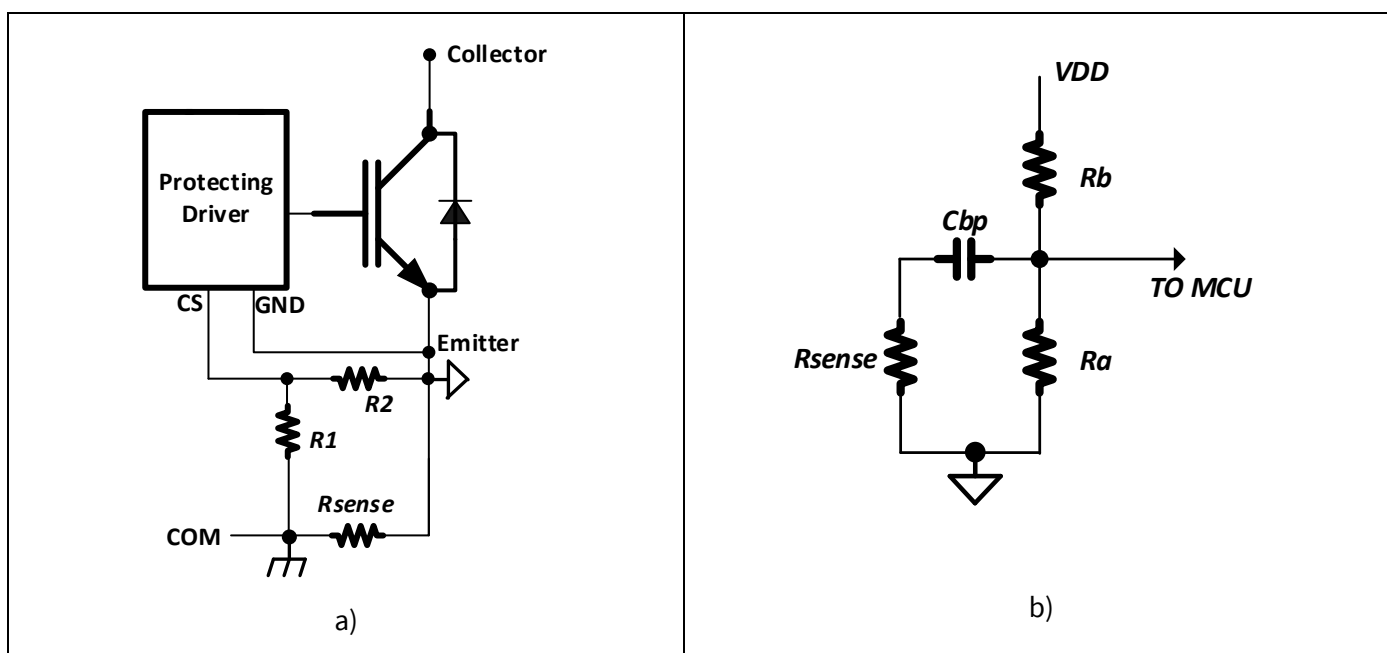 Collector
Protecting
Driver
CS
GND
Emitter
R2
R1
Rsense
COM
a)
VDD
Rb
Cbp
TO MCU
Rsense
Ra
b)